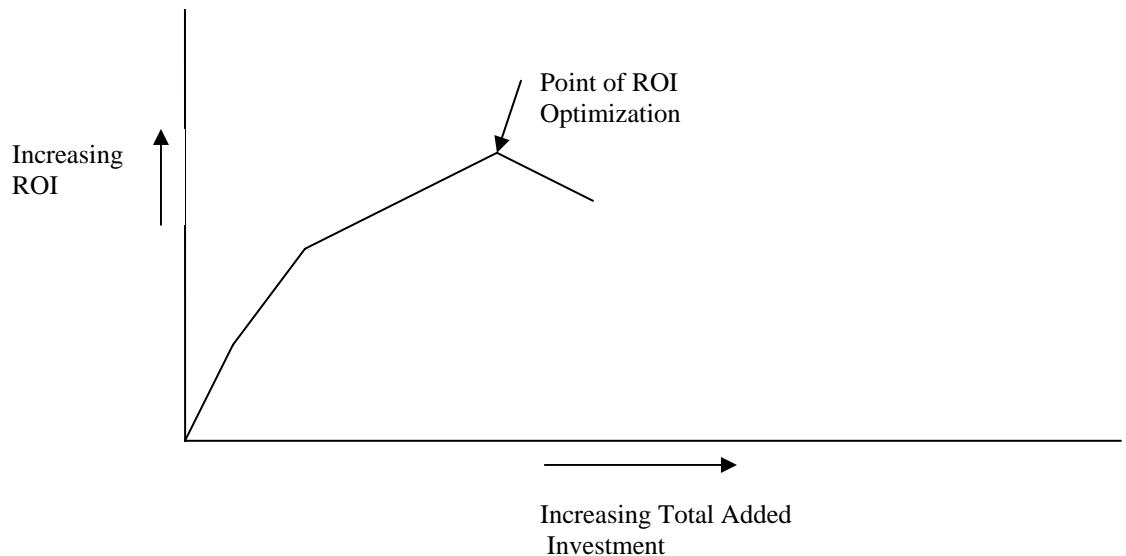 Point of ROI
Optimization
Increasing
ROI
Increasing Total Added
Investment